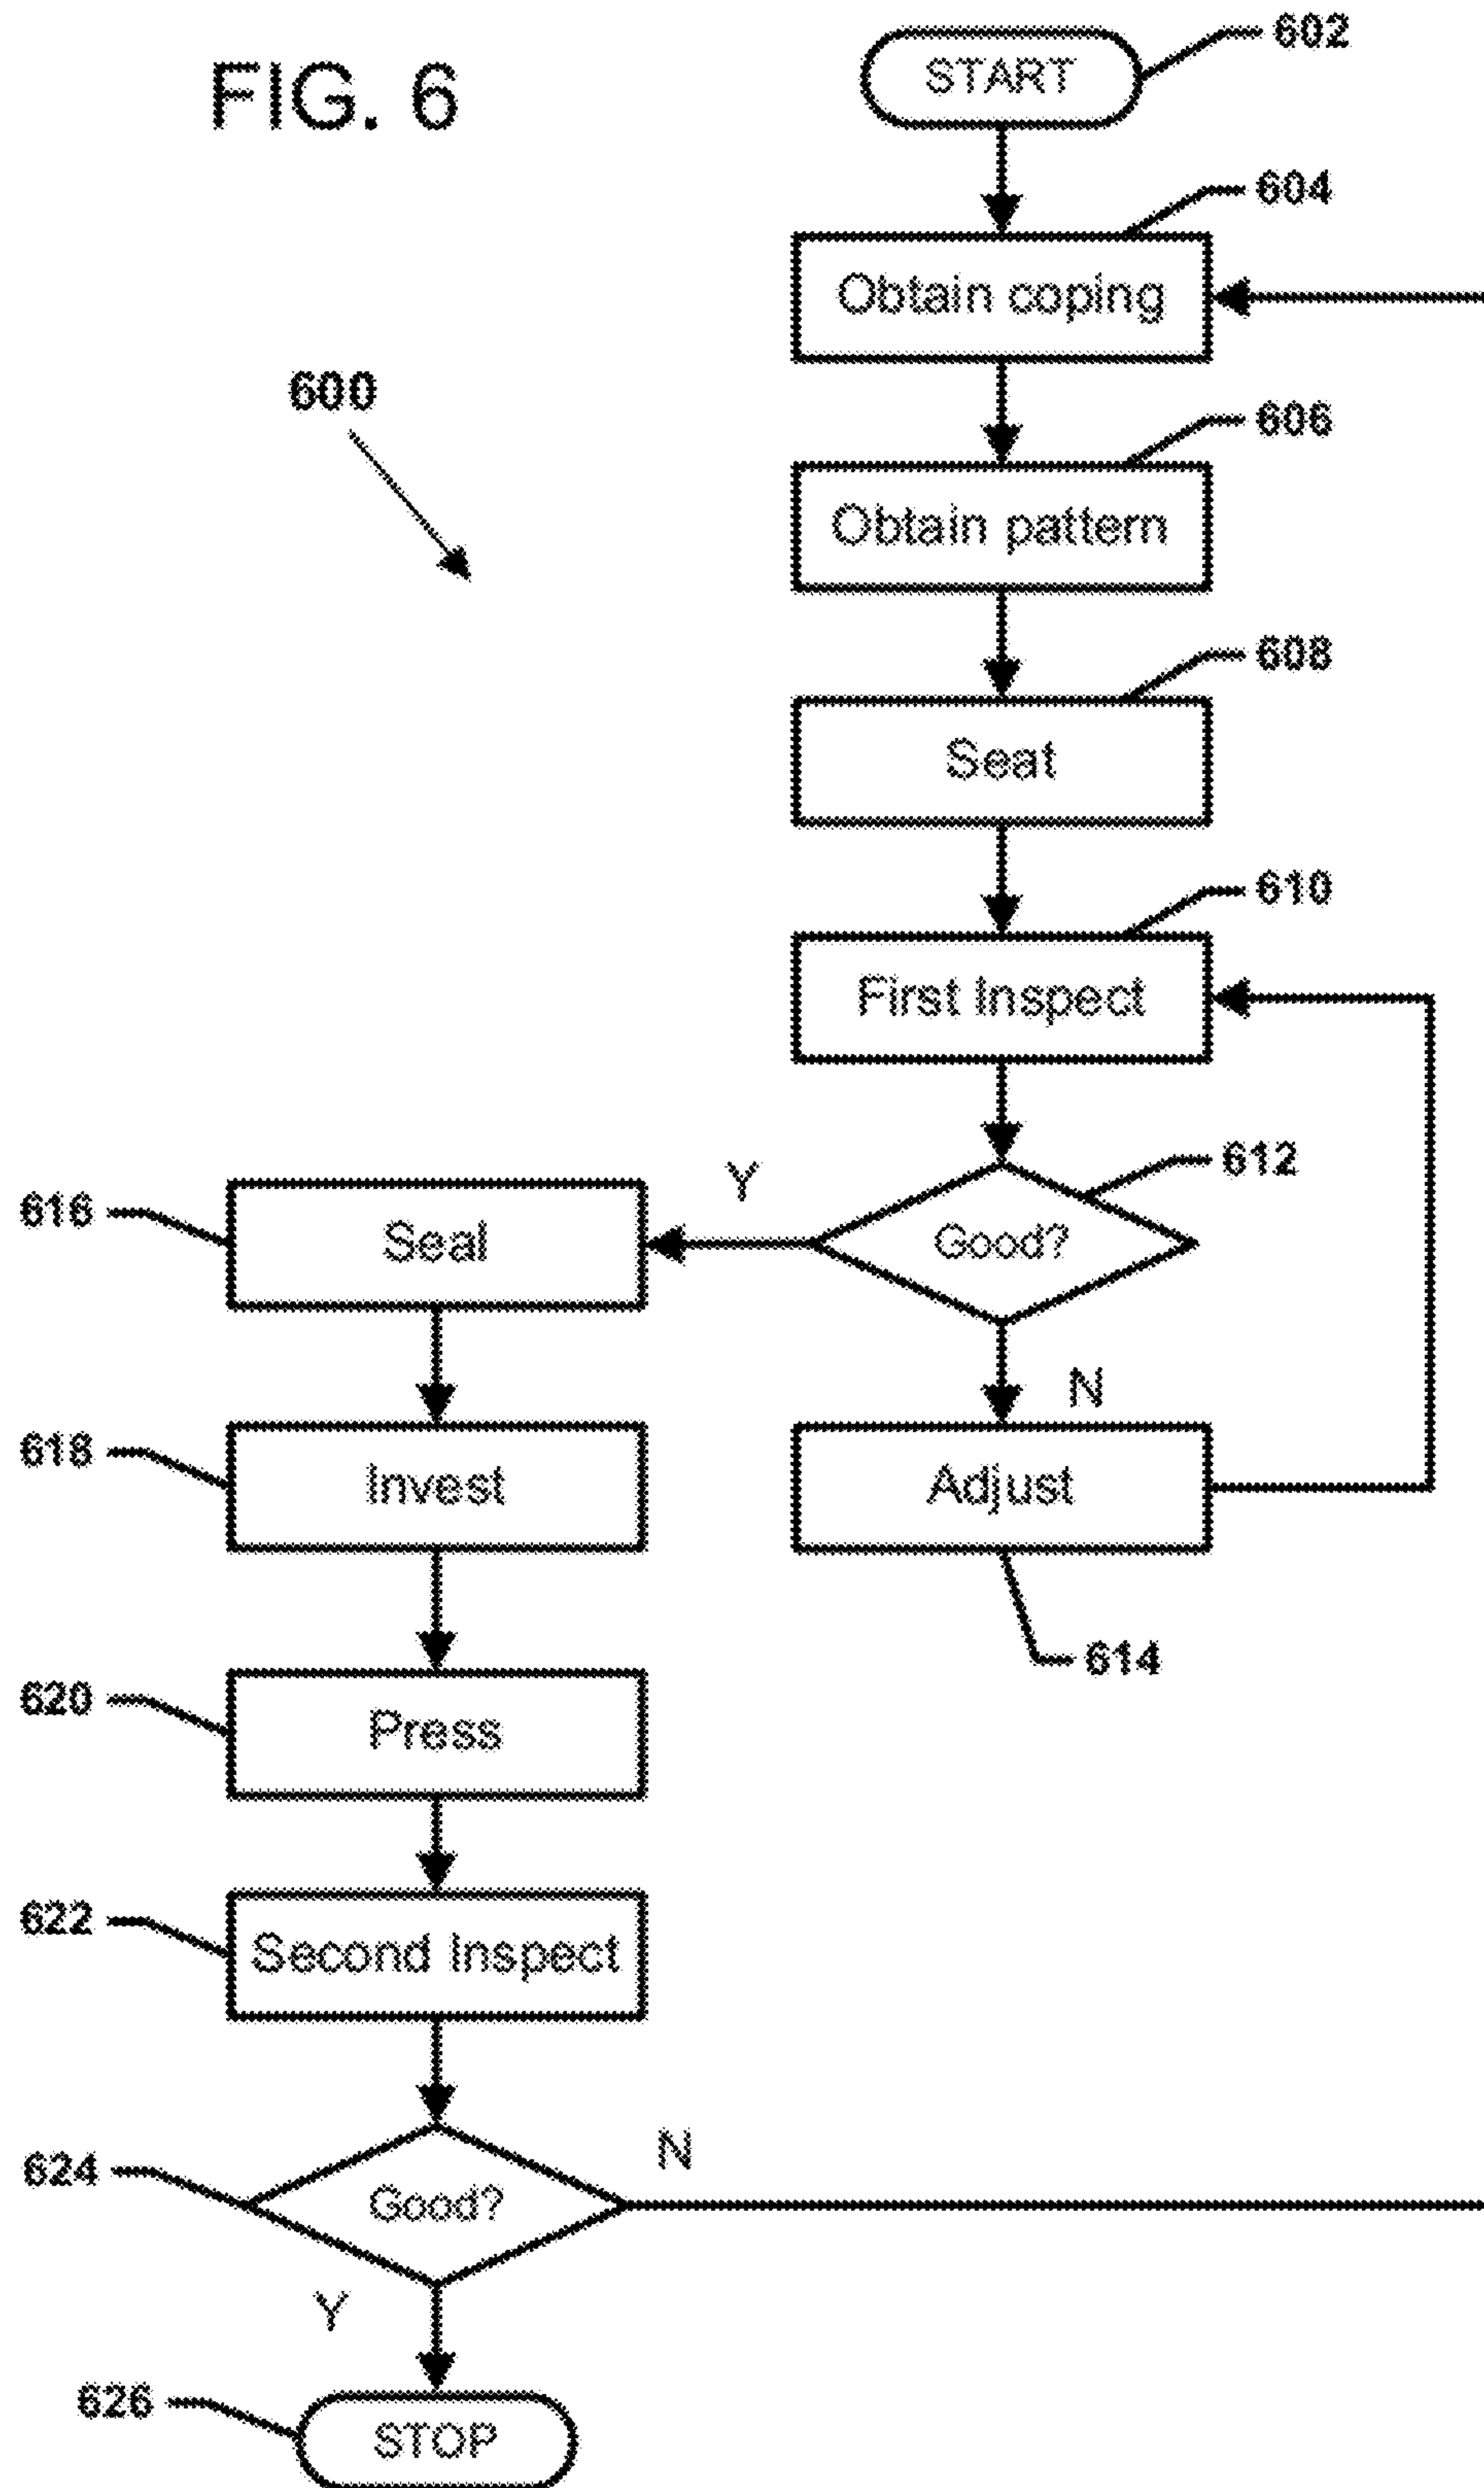 FIG. 6
START
602
604
Obtain coping
600
606
Obtain pattern
608
Seat
610
First Inspect
612
Y
Good?
616
Seal
N
618
Invest
Adjust
614
620
Press
622
Second Inspect
N
624
Good?
Y
626
STOP